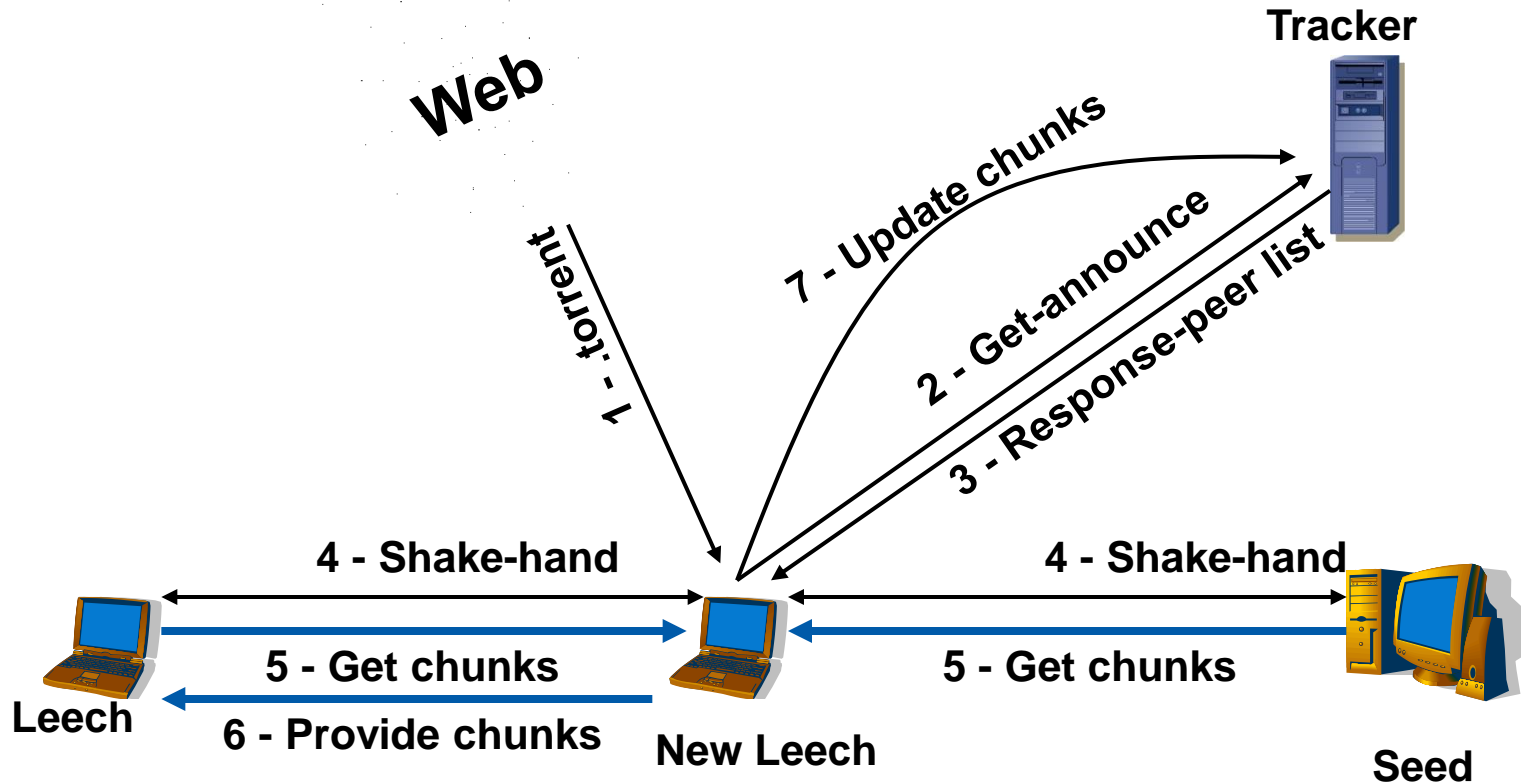 Tracker
Web
7 - Update chunks
1 - .torrent
2 - Get-announce
3 - Response-peer list
4 - Shake-hand
4 - Shake-hand
5 - Get chunks
5 - Get chunks
Leech
6 - Provide chunks
New Leech
Seed